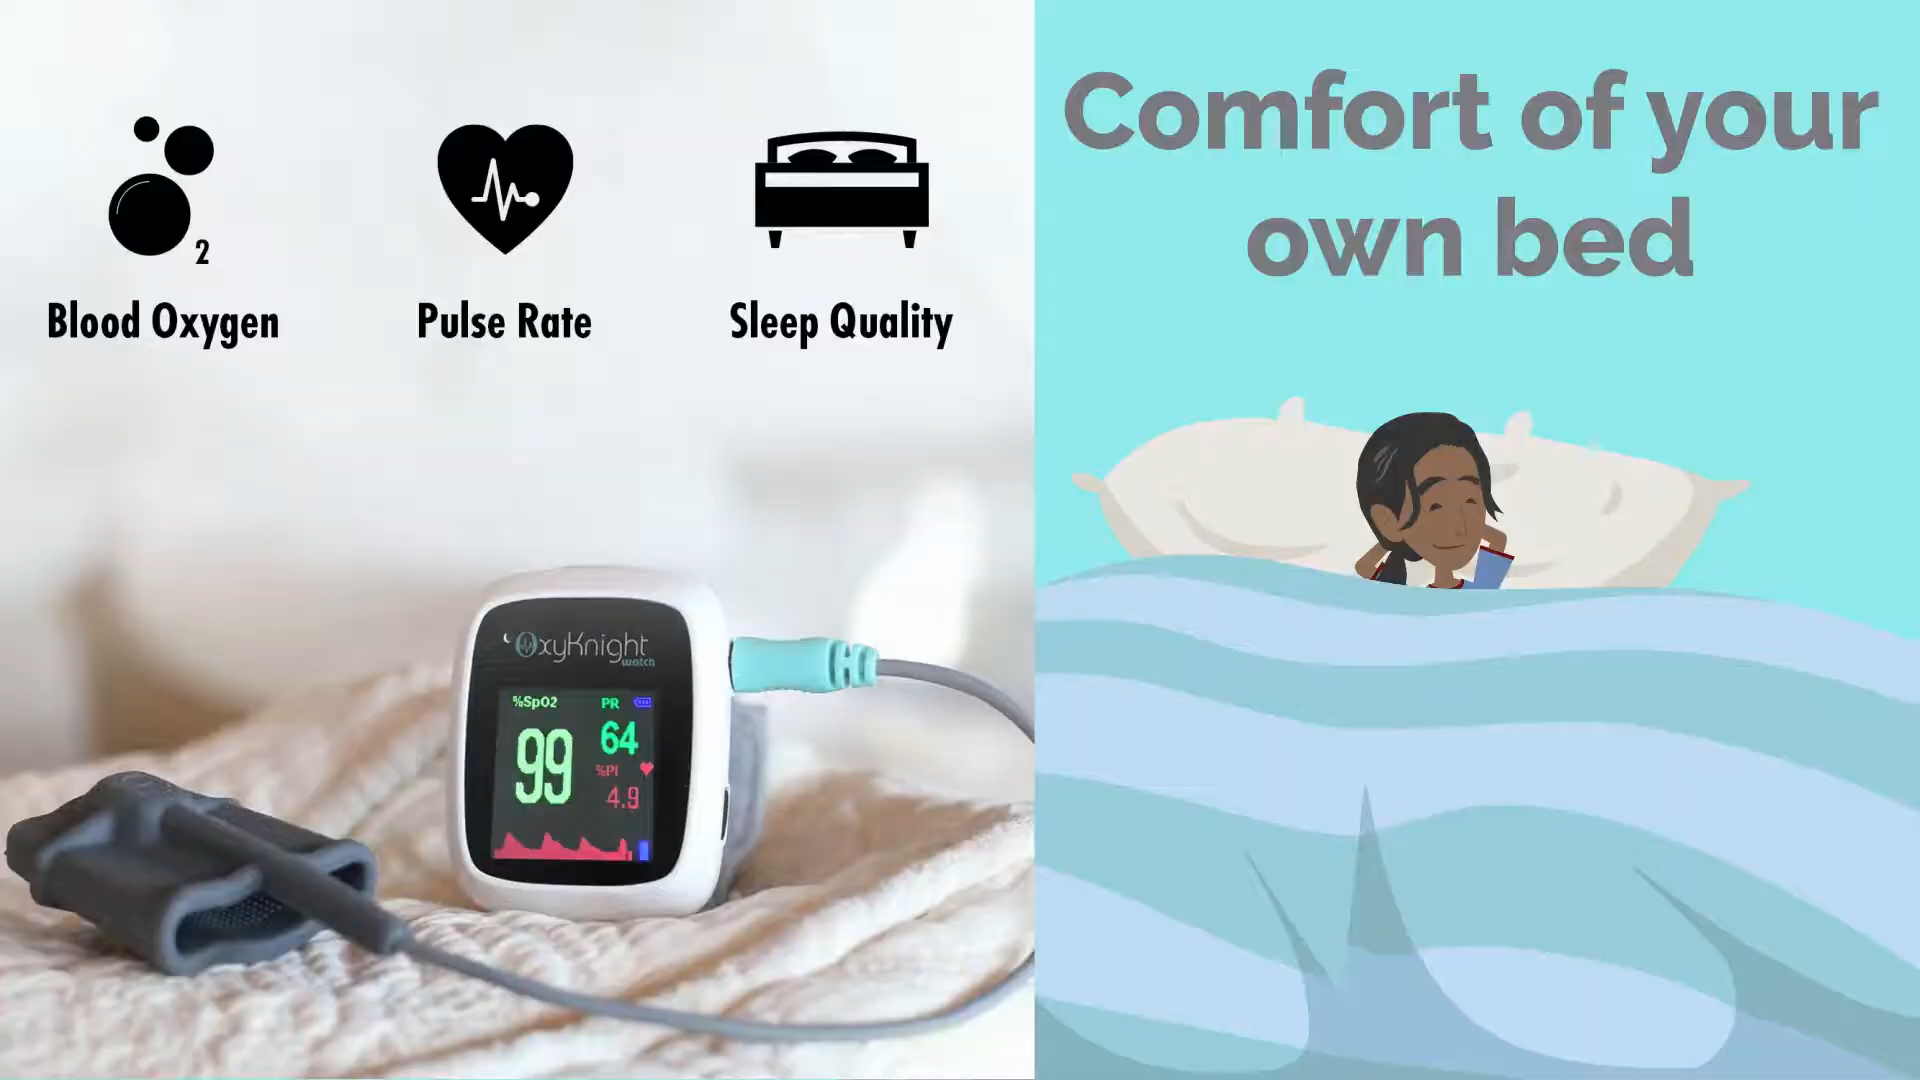 2
Blood Oxygen
Pulse Rate
Sleep Quality
OxyKnight
watch
%SpO2
PR
99
64
%PI
4.9
Comfort of your
own bed